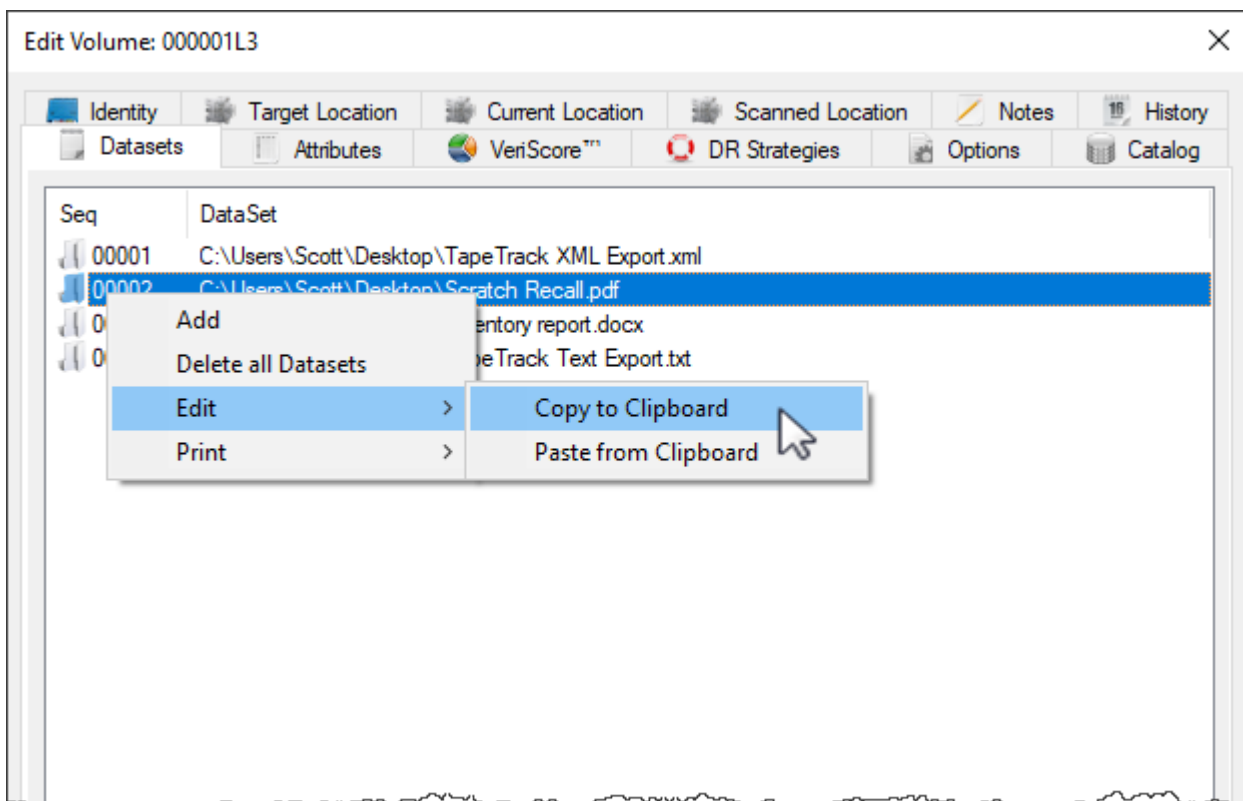 Edit Volume: 000001L3
Identity Target Location Current Location Scanned Location Notes 16 History
Datasets Attributes VeriScore™ DR Strategies Options Catalog
Seq DataSet
00001 C:\Users\Scott\Desktop\TapeTrack XML Export.xml
00002 C:\Users\Scott\Desktop\Scratch Recall.pdf
Add
entory report.docx
Delete all Datasets
peTrack Text Export.txt
Edit >
Copy to Clipboard
Print >
Paste from Clipboard